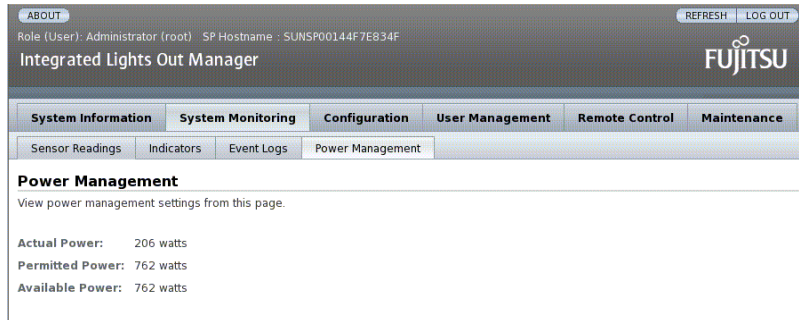 ABOUT
REFRESH LOG OUT
Role (User): Administrator (root) SP Hostname : SUNSP00144F7E834F
Integrated Lights Out Manager
FUJITSU
System Information System Monitoring Configuration User Management Remote Control Maintenance
Sensor Readings Indicators Event Logs Power Management
Power Management
View power management settings from this page.
Actual Power: 206 watts
Permitted Power: 762 watts
Available Power: 762 watts